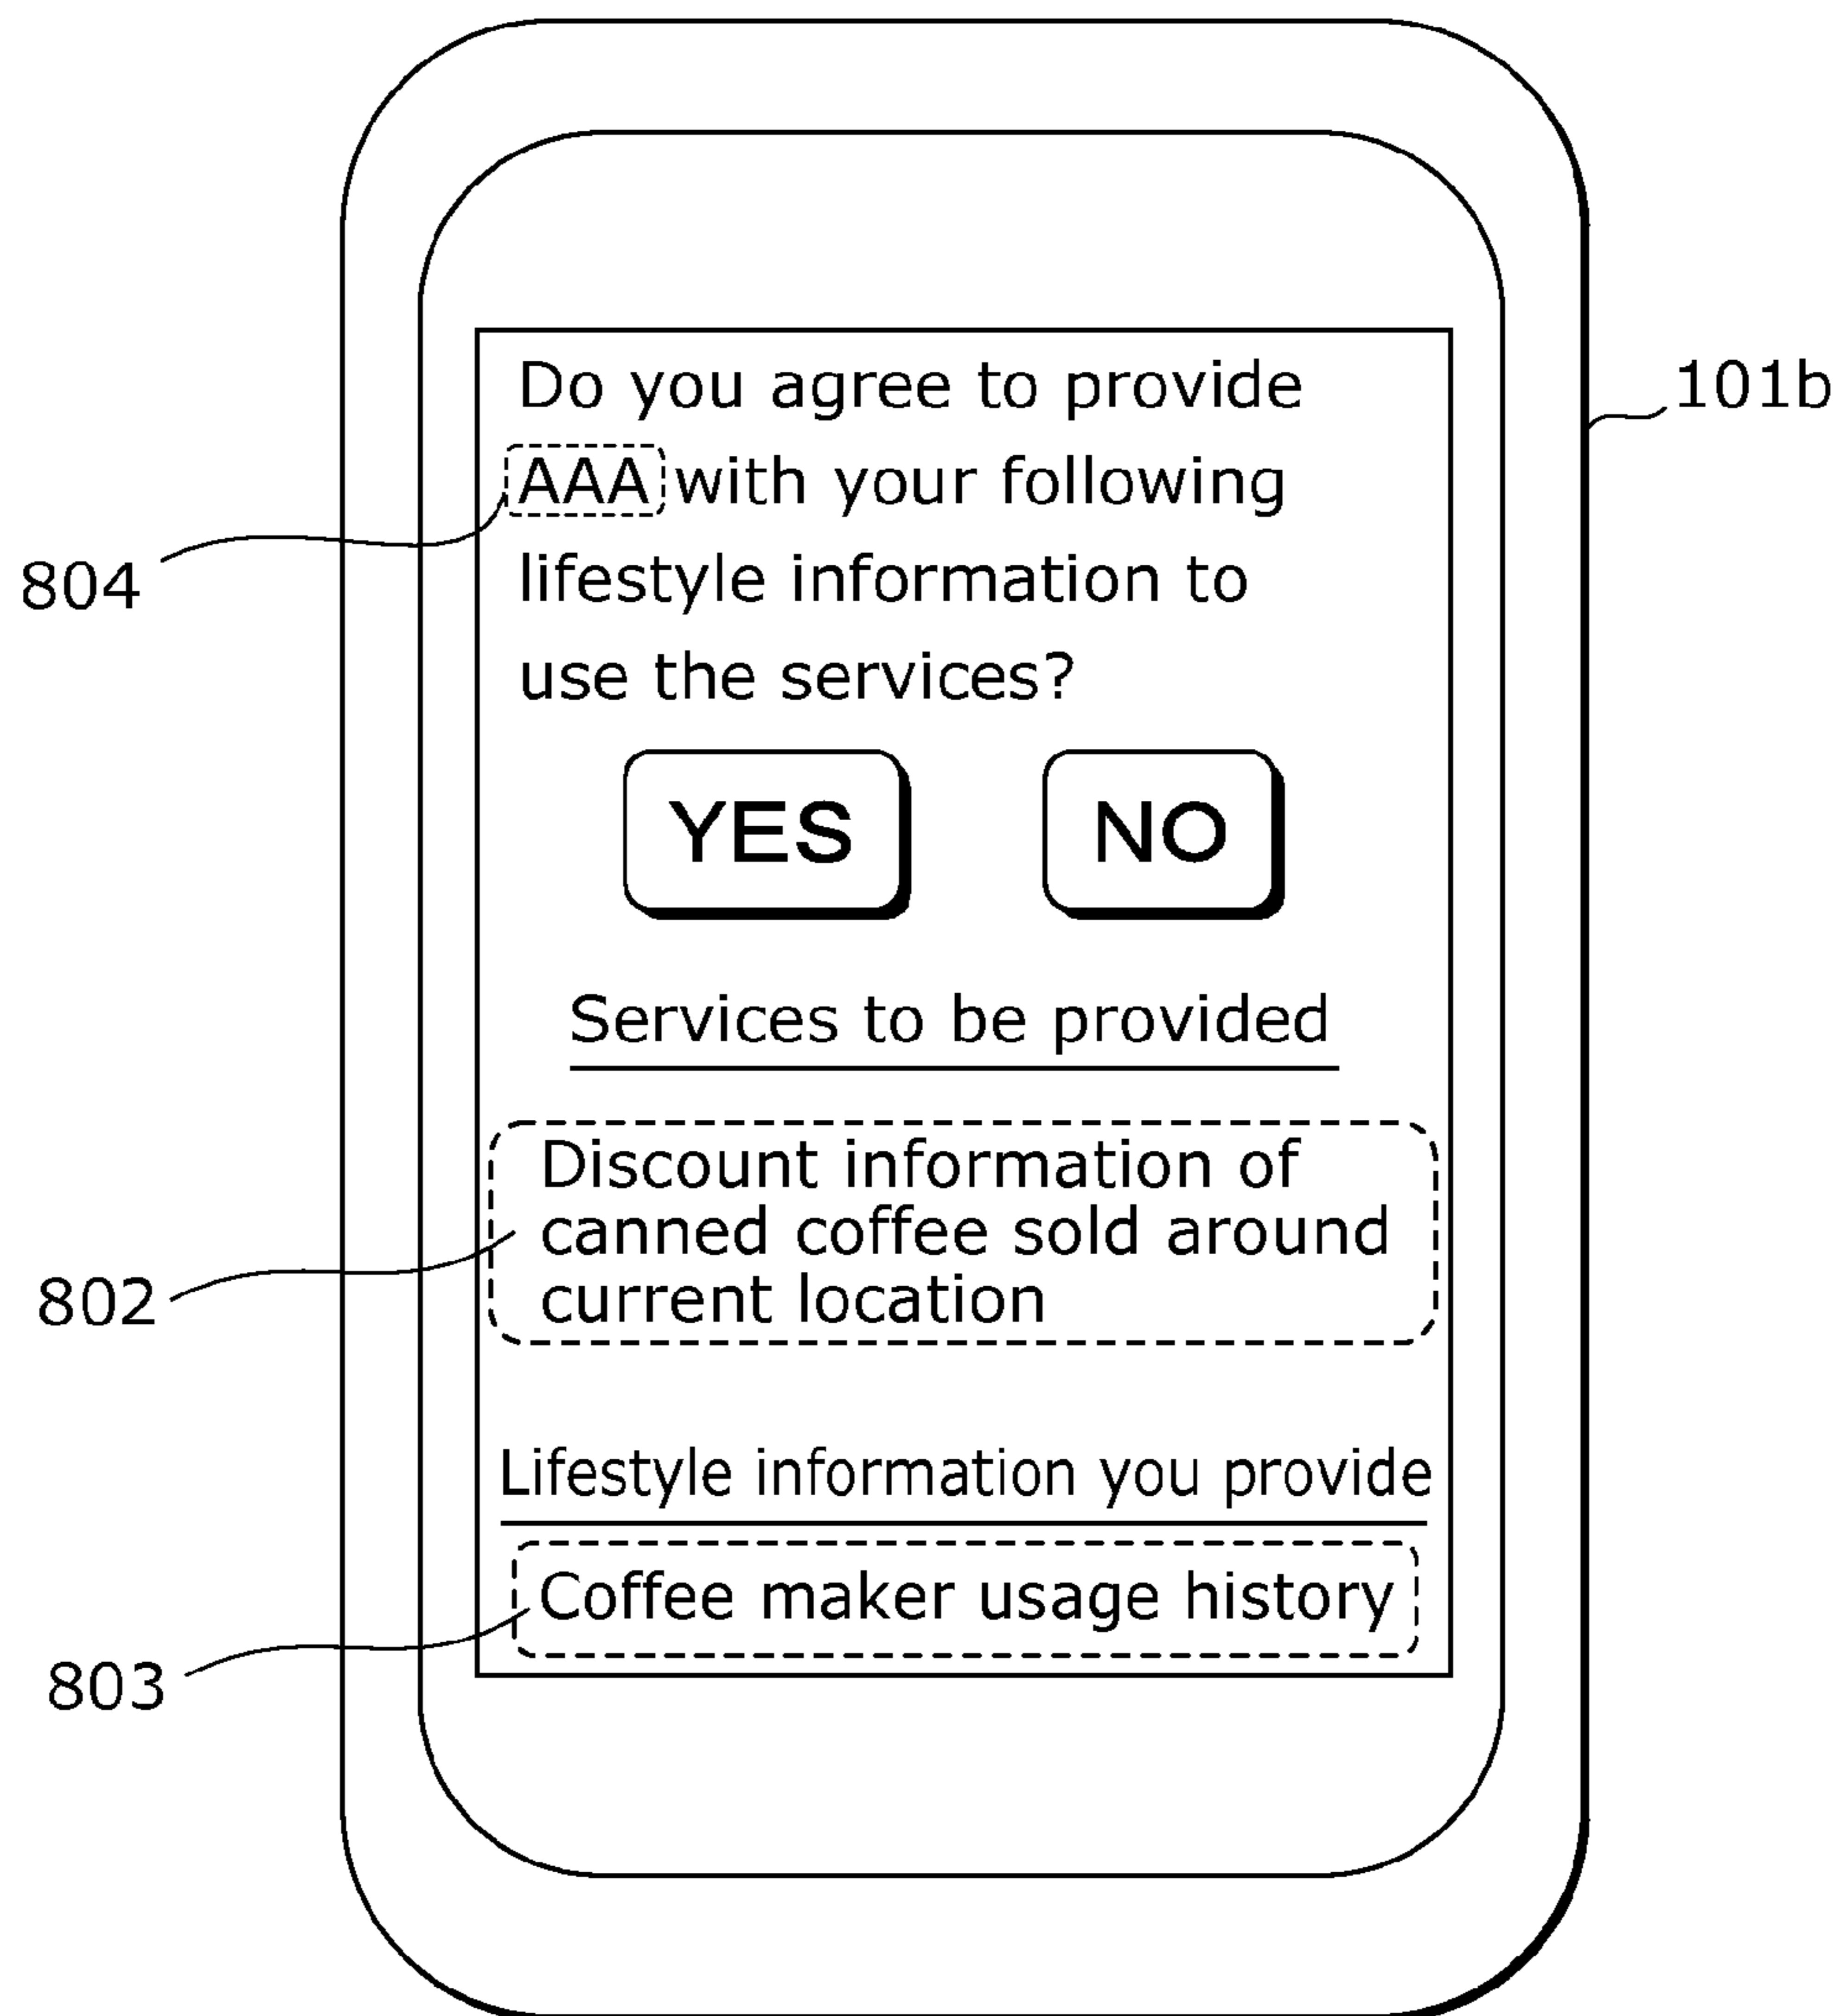 Do you agree to provide
101b
AAA with your following
804
lifestyle information to
use the services?
YES NO
Services to be provided
Discount information of
canned coffee sold around
802
current location
Lifestyle information you provide
Coffee maker usage history
803